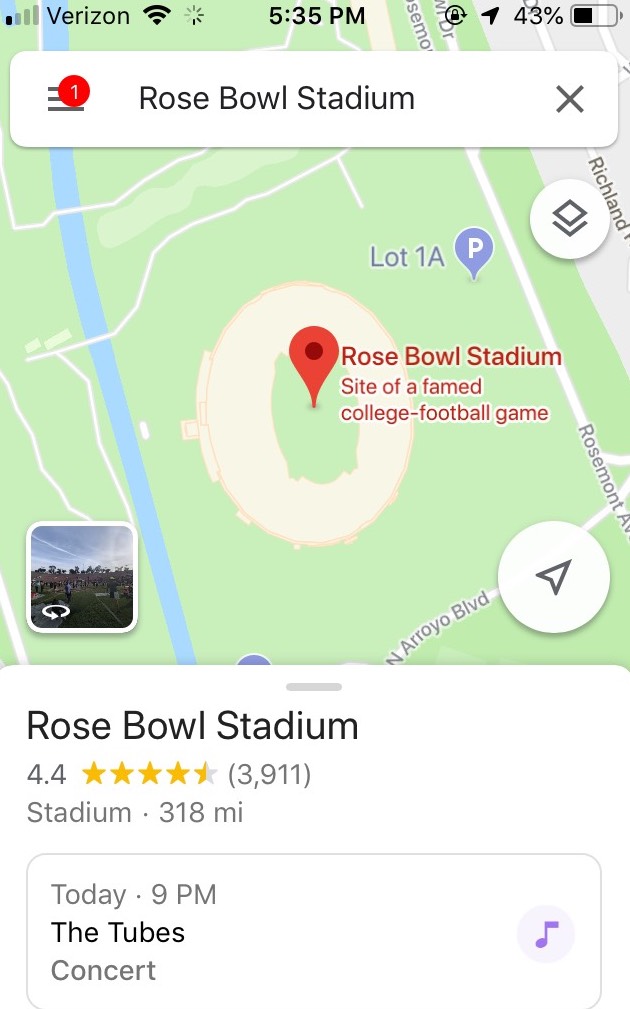 Verizon 5:35 PM 43%
1 Rose Bowl Stadium
Richland
Lot 1A P
Rose Bowl Stadium
Site of a famed
college-football game
Rosemont Av
N Arroyo Blvd
Rose Bowl Stadium
4.4 (3,911)
Stadium · 318 mi
Today · 9 PM
The Tubes
Concert